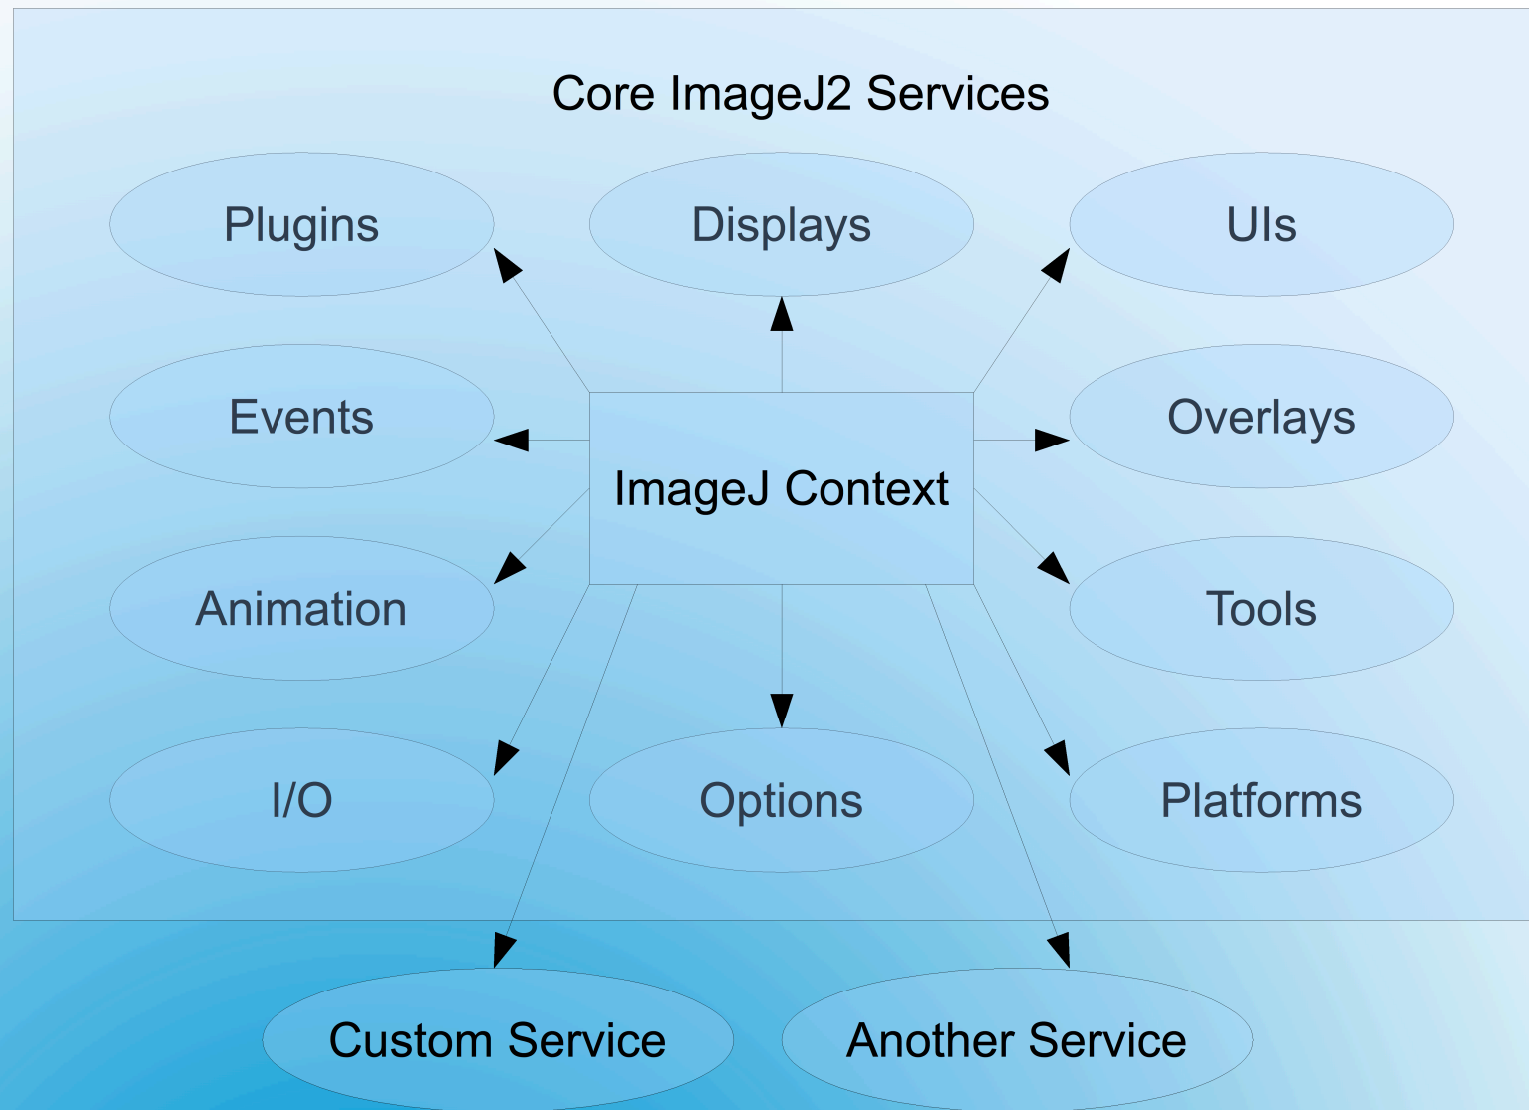 Core ImageJ2 Services
Plugins
Displays
UIs
Events
Overlays
ImageJ Context
Animation
Tools
I/O
Options
Platforms
Custom Service
Another Service